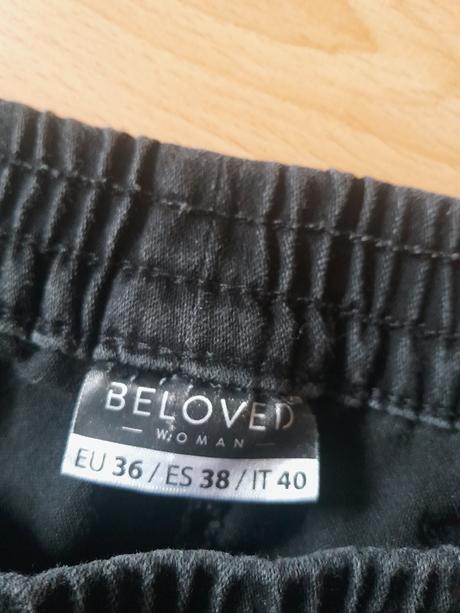 BELOVED
— WOMAN —
EU 36 / ES 38 / IT 40